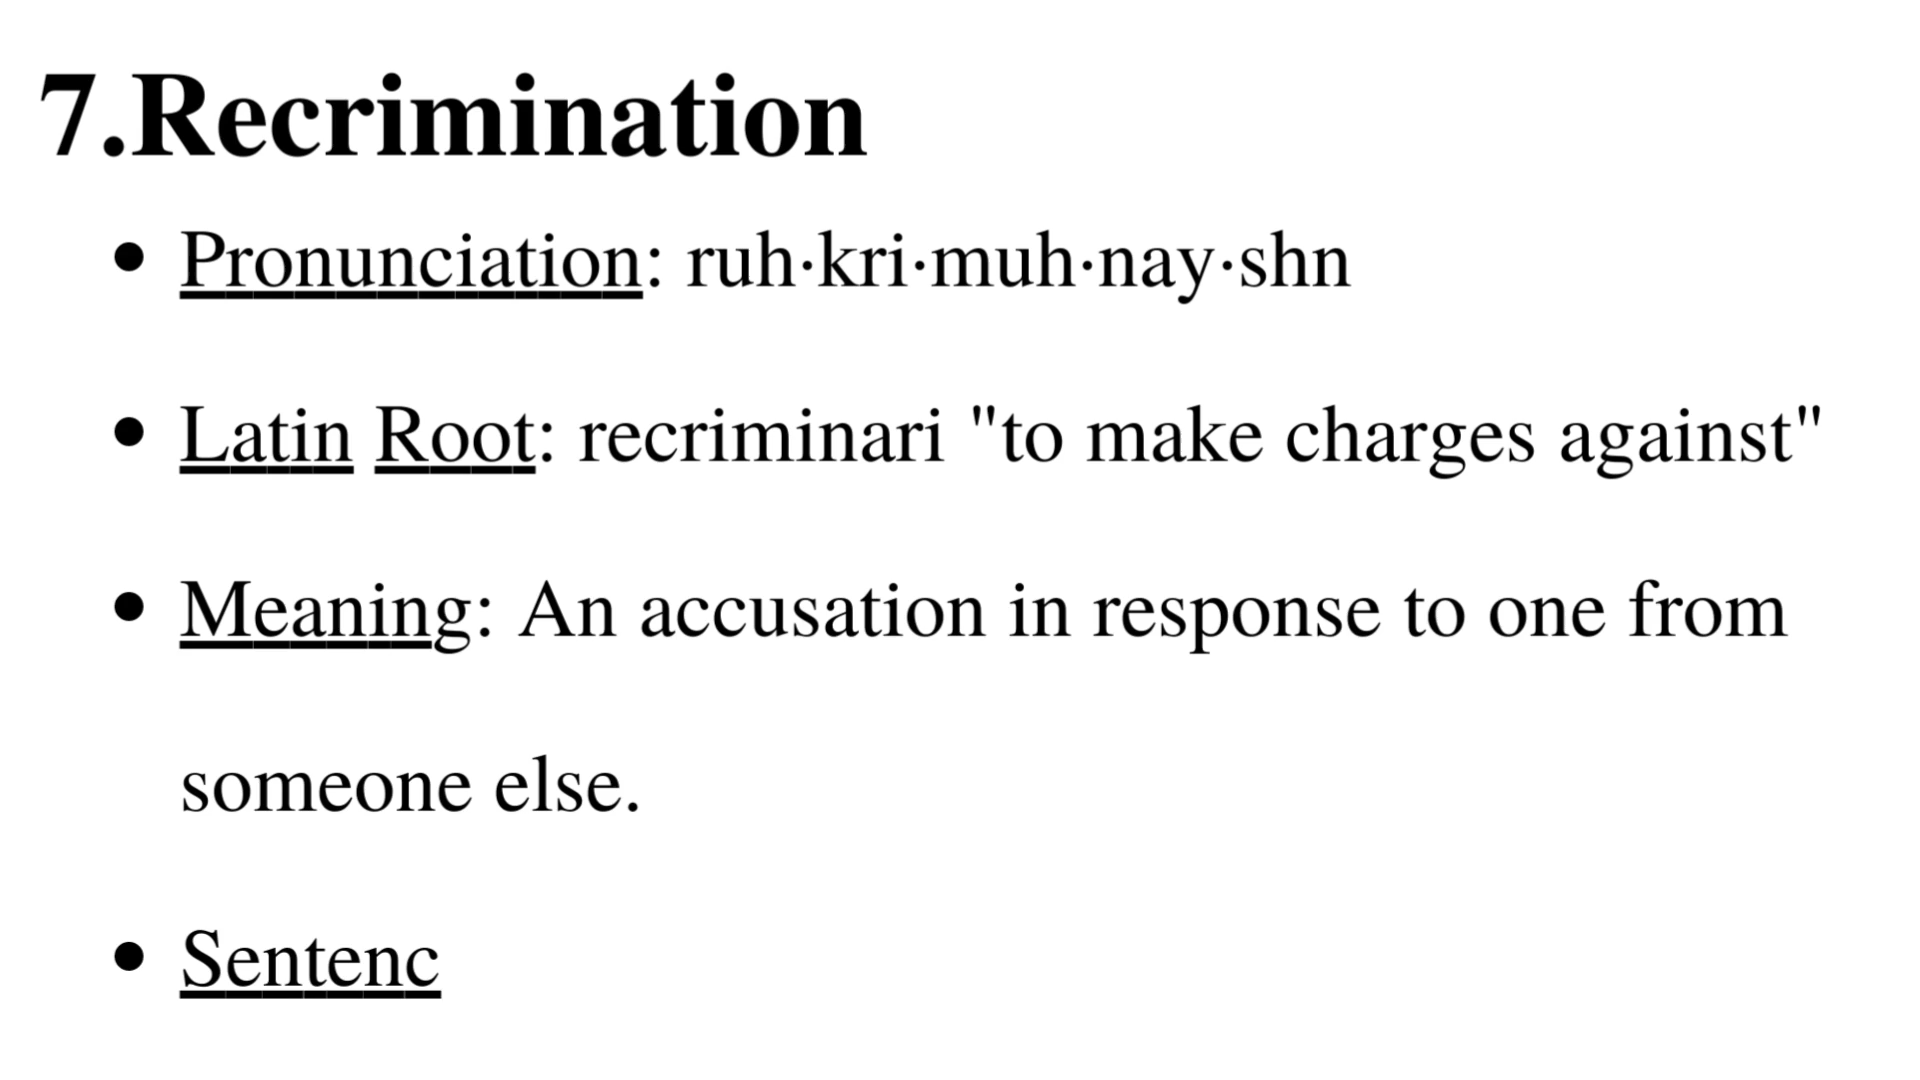 7.Recrimination
• Pronunciation: ruh·kri·muh·nay·shn
• Latin Root: recriminari "to make charges against"
• Meaning: An accusation in response to one from
someone else.
• Sentenc